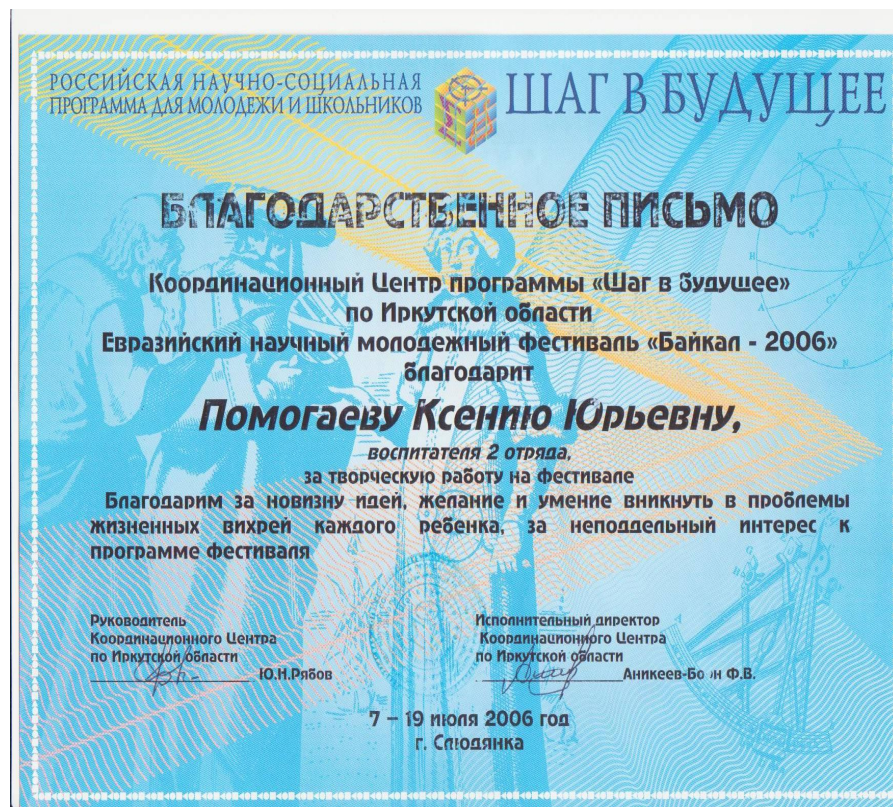 РОССИЙСКАЯ НАУЧНО-СОЦИАЛЬНАЯ
ПРОГРАММА ДЛЯ МОЛОДЕЖИ И ШКОЛЬНИКОВ
ШАГ В БУДУЩЕЕ
БЛАГОДАРСТВЕННОЕ ПИСЬМО
Координационный Центр программы «Шаг в будущее»
по Иркутской области
Евразийский научный молодежный фестиваль «Байкал - 2006»
благодарит
Помогаеву Ксению Юрьевну,
воспитателя 2 отряда,
за творческую работу на фестивале
Благодарим за новизну идей, желание и умение вникнуть в проблемы
жизненных вихрей каждого ребенка, за неподдельный интерес к
программе фестиваля
Руководитель
Координационного Центра
по Иркутской области
Ю.Н.Рябов
Исполнительный директор
Координационного Центра
по Иркутской области
Ф.В.
7 – 19 июля 2006 год
г. Слюдянка